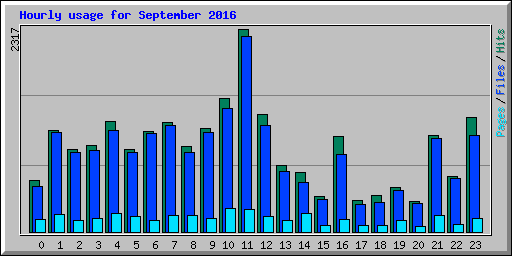 Hourly usage for September 2016
2317
Pages/Files/Hits
0 1 2 3 4 5 6 7 8 9 10 11 12 13 14 15 16 17 18 19 20 21 22 23